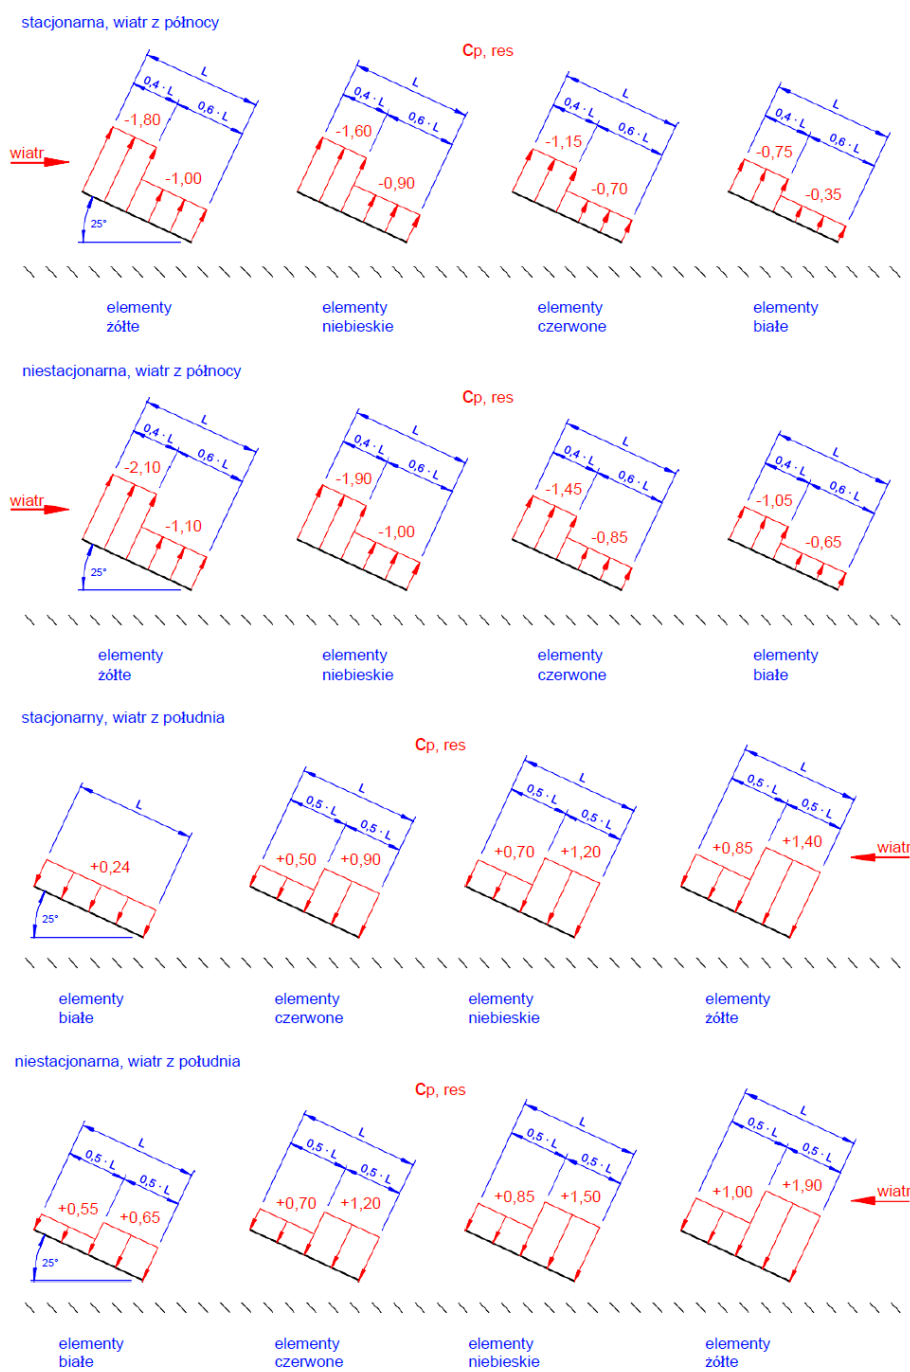 stacjonarna, wiatr z północy
Cp, res
L
0,4 · L
0,6 · L
-1,80
-1,00
wiatr
25°
L
0,4 · L
0,6 · L
-1,60
-0,90
L
0,4 · L
0,6 · L
-1,15
-0,70
L
0,4 · L
0,6 · L
-0,75
-0,35
elementy
żółte
elementy
niebieskie
elementy
czerwone
elementy
białe
niestacjonarna, wiatr z północy
Cp, res
L
0,4 · L
0,6 · L
-2,10
-1,10
wiatr
25°
L
0,4 · L
0,6 · L
-1,90
-1,00
L
0,4 · L
0,6 · L
-1,45
-0,85
L
0,4 · L
0,6 · L
-1,05
-0,65
elementy
żółte
elementy
niebieskie
elementy
czerwone
elementy
białe
stacjonarny, wiatr z południa
Cp, res
L
+0,24
25°
L
0,5 · L
0,5 · L
+0,50
+0,90
L
0,5 · L
0,5 · L
+0,70
+1,20
L
0,5 · L
0,5 · L
+0,85
+1,40
wiatr
elementy
białe
elementy
czerwone
elementy
niebieskie
elementy
żółte
niestacjonarna, wiatr z południa
Cp, res
L
0,5 · L
0,5 · L
+0,55
+0,65
25°
L
0,5 · L
0,5 · L
+0,70
+1,20
L
0,5 · L
0,5 · L
+0,85
+1,50
L
0,5 · L
0,5 · L
+1,00
+1,90
wiatr
elementy
białe
elementy
czerwone
elementy
niebieskie
elementy
żółte